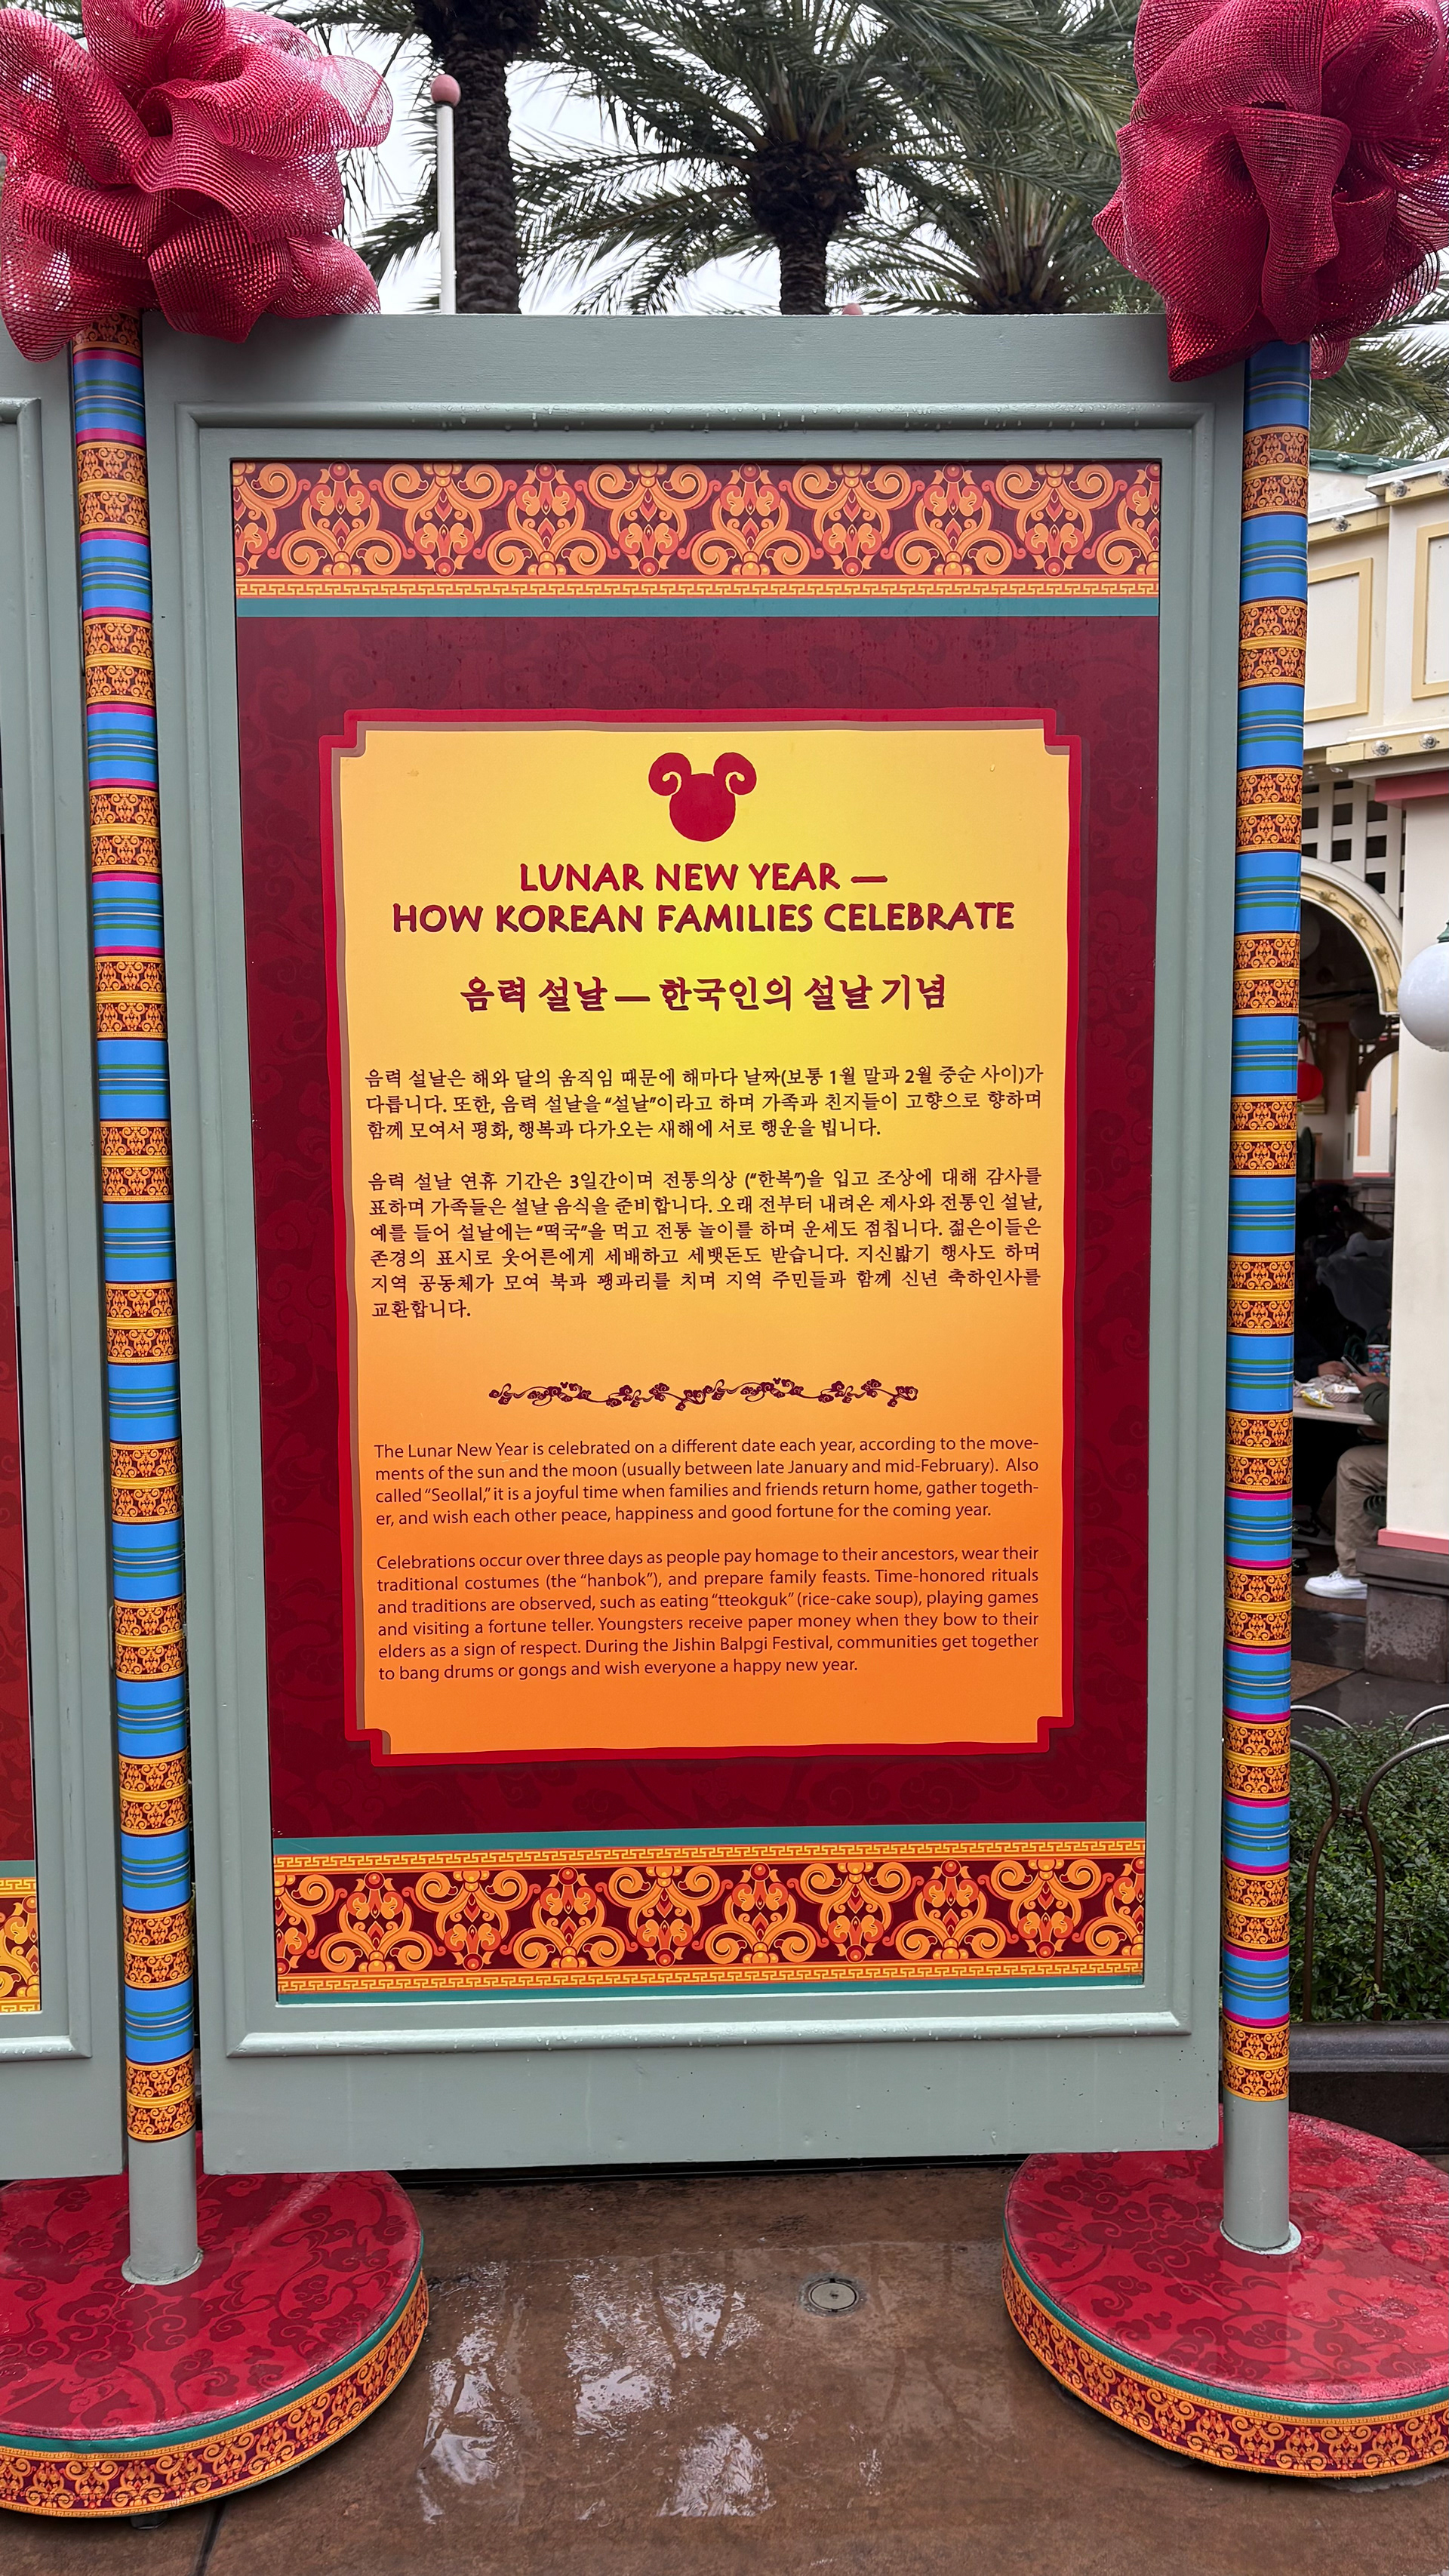 LUNAR NEW YEAR —
HOW KOREAN FAMILIES CELEBRATE
음력 설날 — 한국인의 설날 기념
음력 설날은 해와 달의 움직임 때문에 해마다 날짜(보통 1월 말과 2월 중순 사이)가
다릅니다. 또한, 음력 설날을 “설날”이라고 하며 가족과 친지들이 고향으로 향하며
함께 모여서 평화, 행복과 다가오는 새해에 서로 행운을 빕니다.
음력 설날 연휴 기간은 3일간이며 전통의상 (“한복”)을 입고 조상에 대해 감사를
표하며 가족들은 설날 음식을 준비합니다. 오래 전부터 내려온 제사와 전통인 설날,
예를 들어 설날에는 “떡국”을 먹고 전통 놀이를 하며 운세도 점칩니다. 젊은이들은
존경의 표시로 웃어른에게 세배하고 세뱃돈도 받습니다. 지신밟기 행사도 하며
지역 공동체가 모여 북과 꽹과리를 치며 지역 주민들과 함께 신년 축하인사를
교환합니다.
The Lunar New Year is celebrated on a different date each year, according to the move-
ments of the sun and the moon (usually between late January and mid-February). Also
called “Seollal,” it is a joyful time when families and friends return home, gather togeth-
er, and wish each other peace, happiness and good fortune for the coming year.
Celebrations occur over three days as people pay homage to their ancestors, wear their
traditional costumes (the “hanbok”), and prepare family feasts. Time-honored rituals
and traditions are observed, such as eating “tteokguk” (rice-cake soup), playing games
and visiting a fortune teller. Youngsters receive paper money when they bow to their
elders as a sign of respect. During the Jishin Balpgi Festival, communities get together
to bang drums or gongs and wish everyone a happy new year.